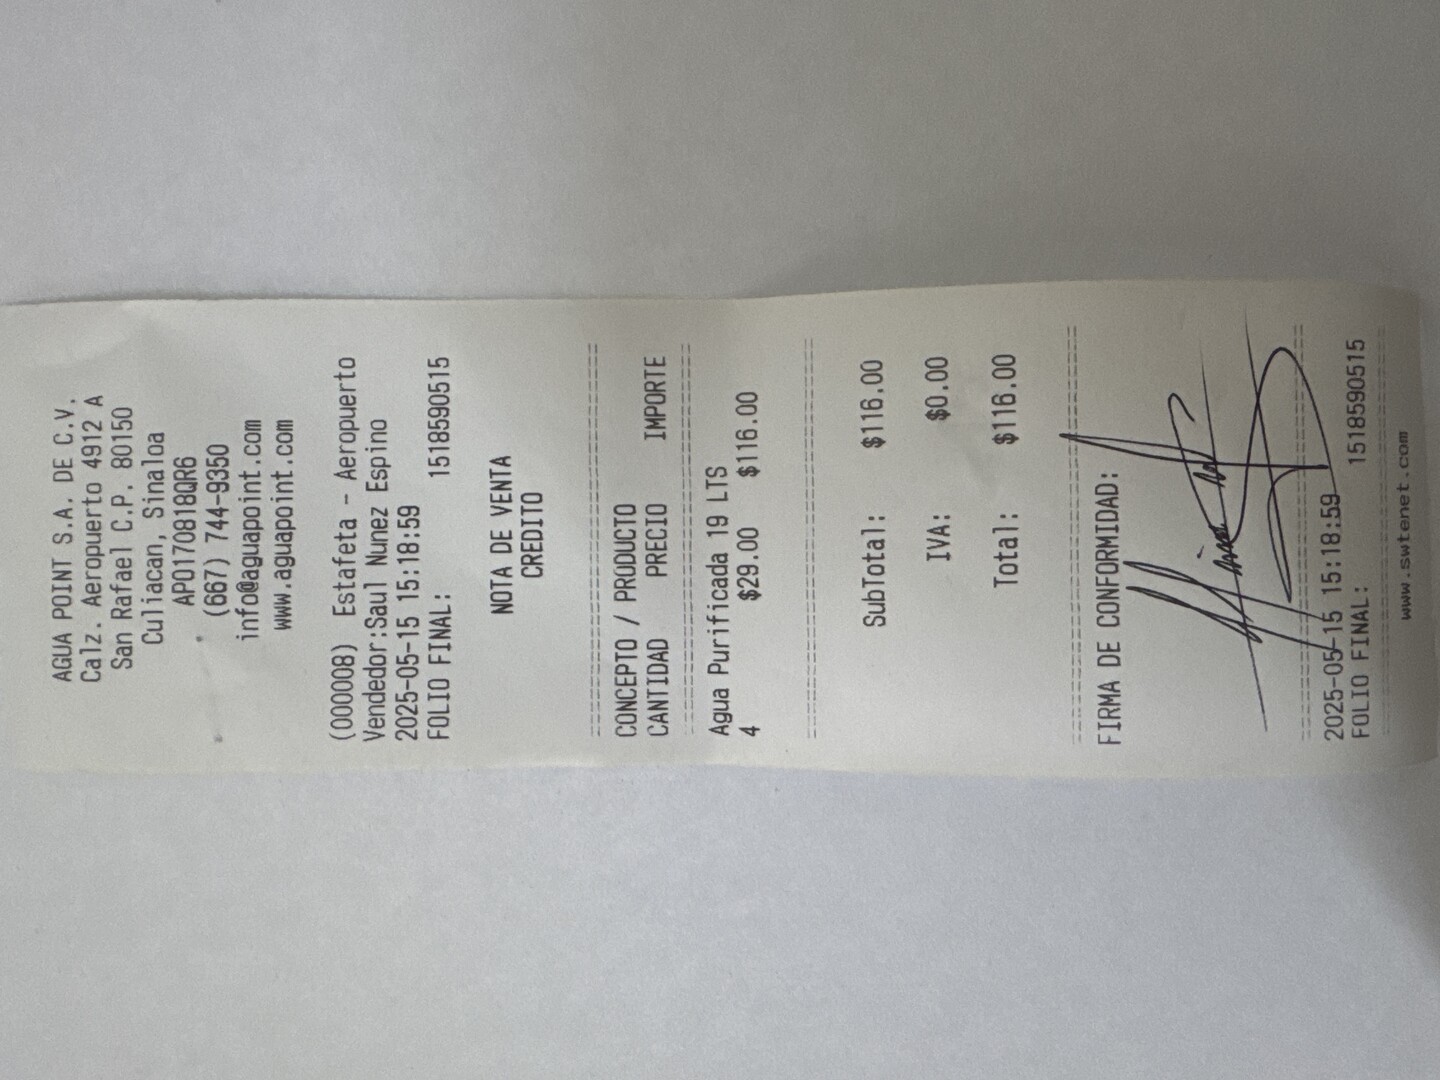 AGUA POINT S.A. DE C.V.
Calz. Aeropuerto 4912 A
San Rafael C.P. 80150
Culiacan, Sinaloa
APO170818QR6
(667) 744-9350
info@aguapoint.com
www.aguapoint.com
(000008) Estafeta - Aeropuerto
Vendedor:Saul Nunez Espino
2025-05-15 15:18:59
FOLIO FINAL: 1518590515
NOTA DE VENTA
CREDITO
CONCEPTO / PRODUCTO
CANTIDAD PRECIO IMPORTE
Agua Purificada 19 LTS
4 $29.00 $116.00
SubTotal: $116.00
IVA: $0.00
Total: $116.00
FIRMA DE CONFORMIDAD:
2025-05-15 15:18:59
FOLIO FINAL: 1518590515
www.swtenet.com